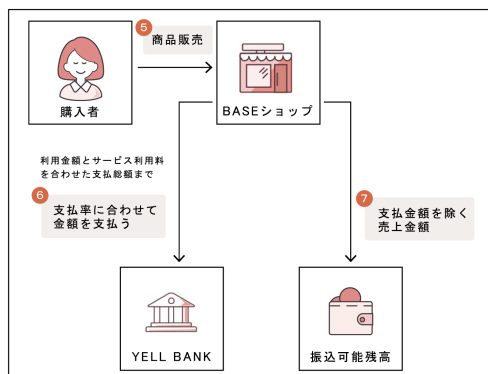 5
商品販売
購入者
BASEショップ
利用金額とサービス利用料
を合わせた支払総額まで
6
支払率に合わせて
金額を支払う
7
支払金額を除く
売上金額
YELL BANK
振込可能残高